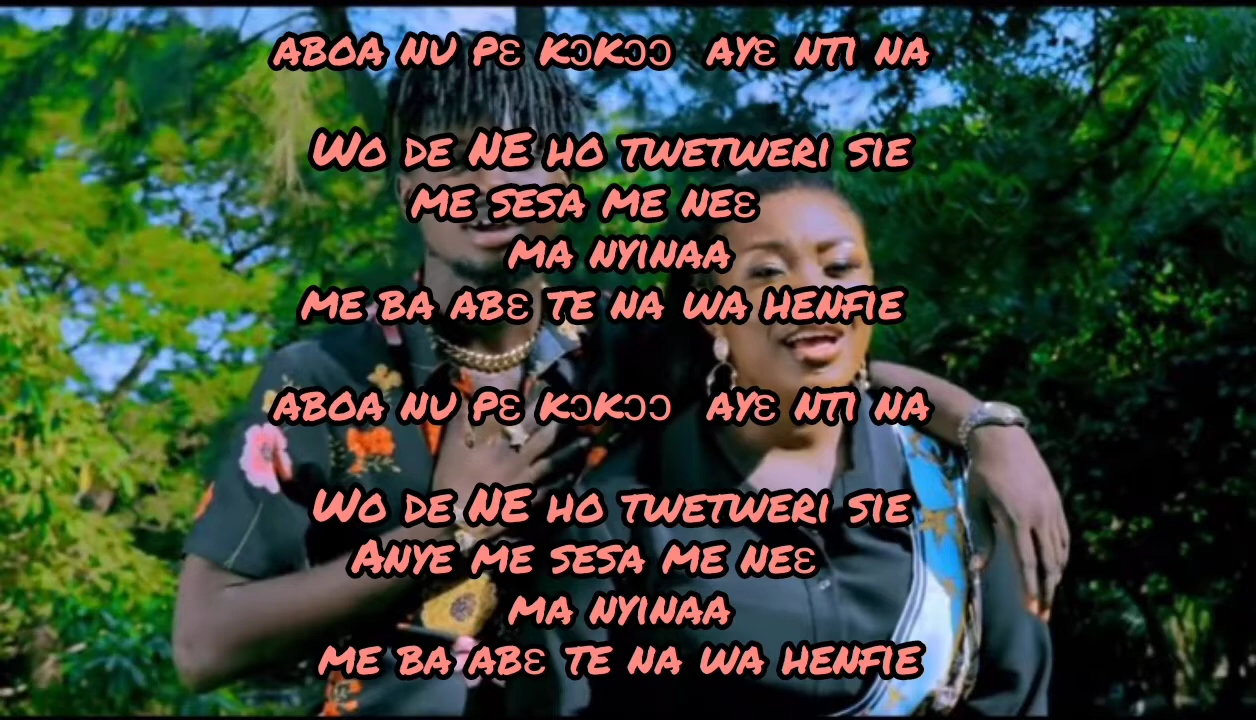 ABOA NU Pɛ KɔKɔɔ AYɛ NTI NA
WO DE NE HO TWETWERI SIE
ME SESA ME NEɛ
MA NYINAA
ME BA ABɛ TE NA WA HENFIE
ABOA NU Pɛ KɔKɔɔ AYɛ NTI NA
WO DE NE HO TWETWERI SIE
ANYE ME SESA ME NEɛ
MA NYINAA
ME BA ABɛ TE NA WA HENFIE